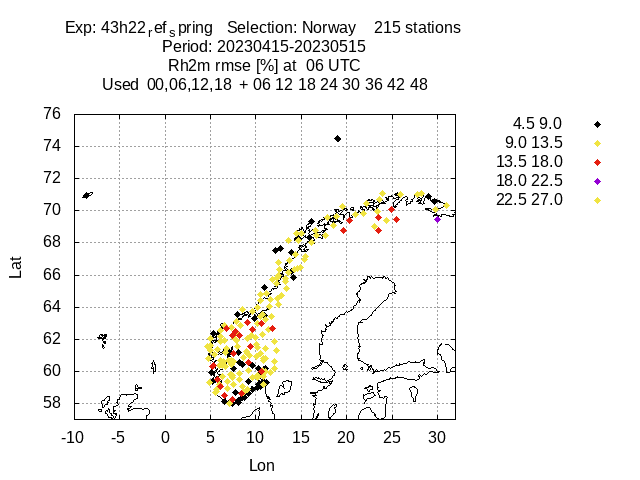 Exp: 43h22refspring Selection: Norway 215 stations
Period: 20230415-20230515
Rh2m rmse [%] at 06 UTC
Used 00,06,12,18 + 06 12 18 24 30 36 42 48
4.5 9.0
9.0 13.5
13.5 18.0
18.0 22.5
22.5 27.0
76
74
72
70
68
66
64
62
60
58
Lat
-10 -5 0 5 10 15 20 25 30
Lon